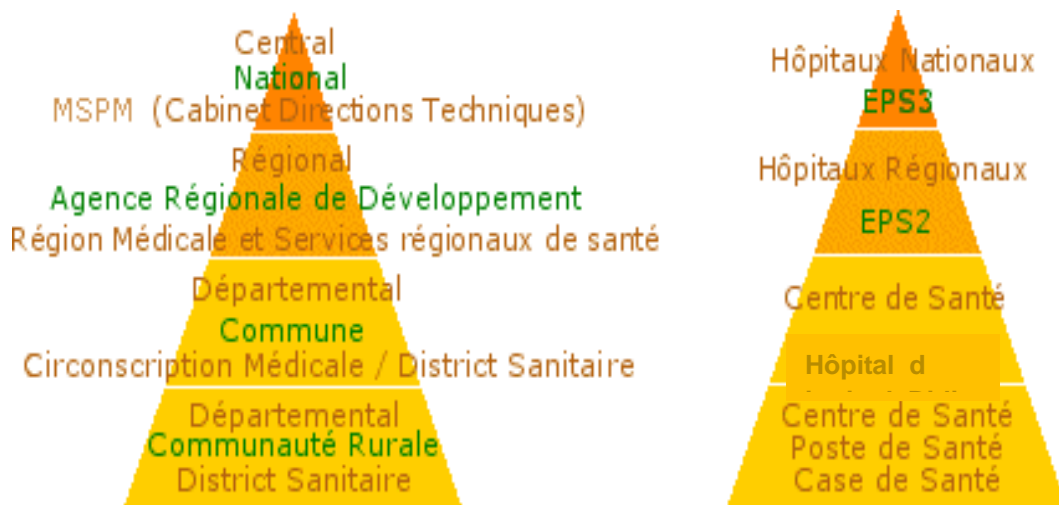 Central
National
MSPM (Cabinet Directions Techniques)
Régional
Agence Régionale de Développement
Région Médicale et Services régionaux de santé
Départemental
Commune
Circonscription Médicale / District Sanitaire
Départemental
Communauté Rurale
District Sanitaire
Hôpitaux Nationaux
EPS3
Hôpitaux Régionaux
EPS2
Centre de Santé
Hôpital d
Centre de Santé
Poste de Santé
Case de Santé